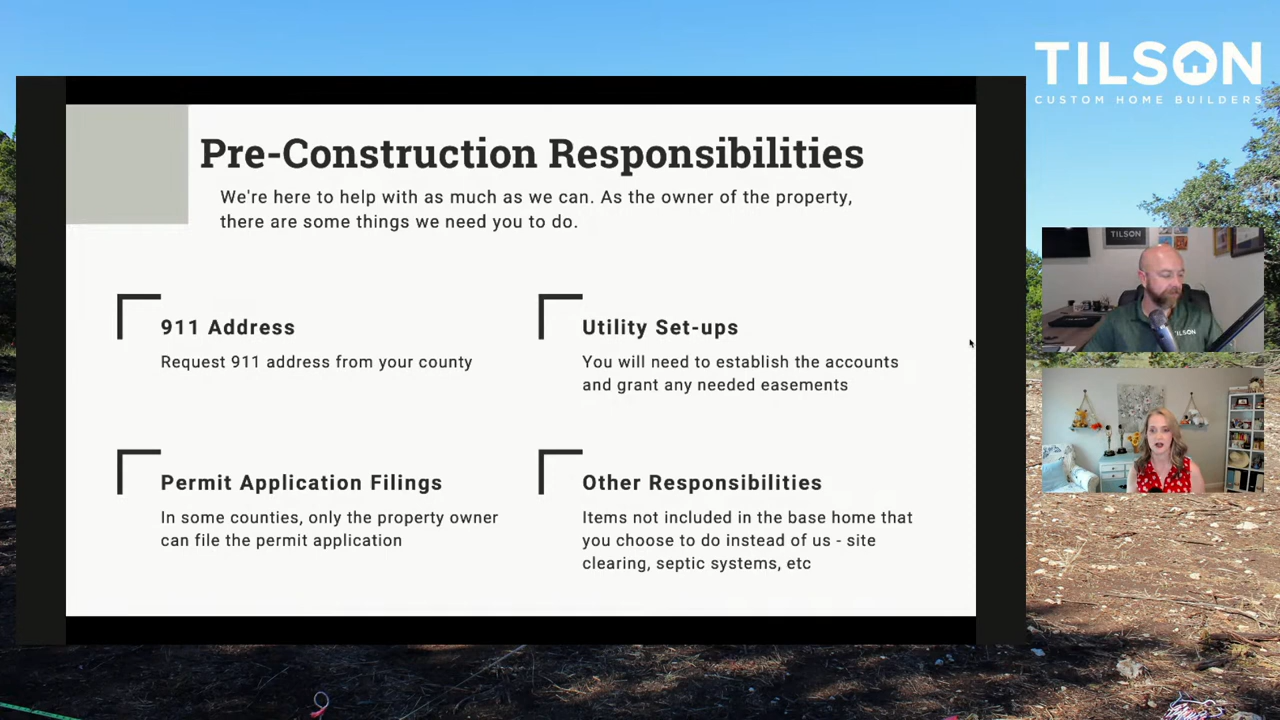 TILSON
CUSTOM HOME BUILDERS
Pre-Construction Responsibilities
We're here to help with as much as we can. As the owner of the property,
there are some things we need you to do.
911 Address
Request 911 address from your county
Utility Set-ups
You will need to establish the accounts
and grant any needed easements
Permit Application Filings
In some counties, only the property owner
can file the permit application
Other Responsibilities
Items not included in the base home that
you choose to do instead of us - site
clearing, septic systems, etc
TILSON
TILSON